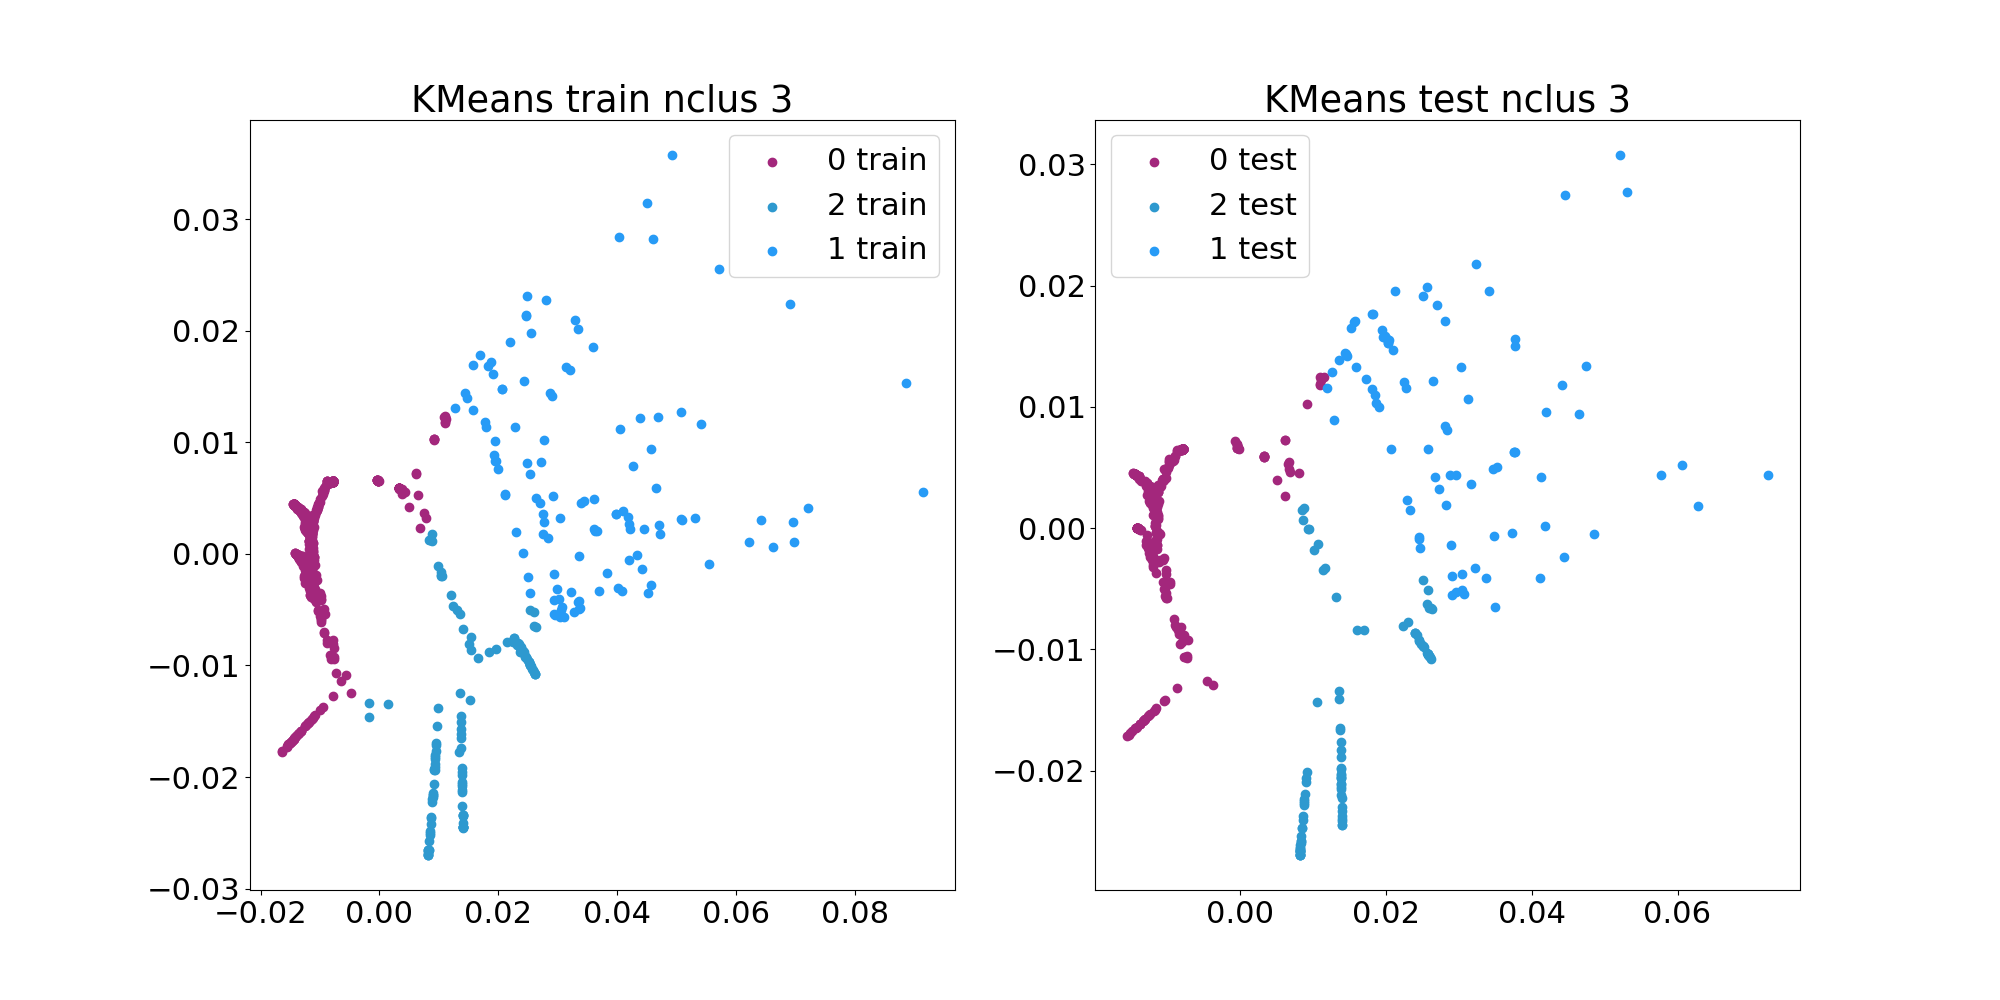 KMeans train nclus 3
0 train
2 train
1 train
0.03
0.02
0.01
0.00
−0.01
−0.02
−0.03
−0.02 0.00 0.02 0.04 0.06 0.08
KMeans test nclus 3
0 test
2 test
1 test
0.03
0.02
0.01
0.00
−0.01
−0.02
0.00 0.02 0.04 0.06